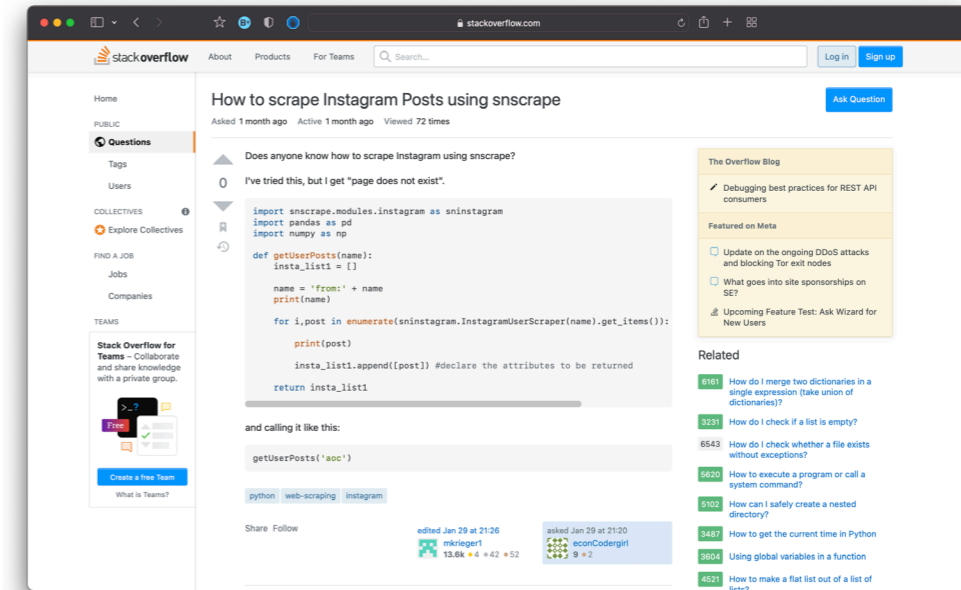 stackoverflow.com
stackoverflow
About
Products
For Teams
Search...
Log in
Sign up
Home
PUBLIC
Questions
Tags
Users
COLLECTIVES
Explore Collectives
FIND A JOB
Jobs
Companies
TEAMS
Stack Overflow for
Teams – Collaborate
and share knowledge
with a private group.
>_?
Free
Create a free Team
What is Teams?
How to scrape Instagram Posts using snscrape
Ask Question
Asked 1 month ago Active 1 month ago Viewed 72 times
0
Does anyone know how to scrape Instagram using snscrape?
I've tried this, but I get "page does not exist".
import snscrape.modules.instagram as sninstagram
import pandas as pd
import numpy as np
def getUserPosts(name):
insta_list1 = []
name = 'from:' + name
print(name)
for i,post in enumerate(sninstagram.InstagramUserScraper(name).get_items()):
print(post)
insta_list1.append([post]) #declare the attributes to be returned
return insta_list1
and calling it like this:
getUserPosts('aoc')
python web-scraping instagram
Share Follow
edited Jan 29 at 21:26
mkrieger1
13.6k 4 42 52
asked Jan 29 at 21:20
econCodergirl
9 2
The Overflow Blog
Debugging best practices for REST API
consumers
Featured on Meta
Update on the ongoing DDoS attacks
and blocking Tor exit nodes
What goes into site sponsorships on
SE?
Upcoming Feature Test: Ask Wizard for
New Users
Related
6161 How do I merge two dictionaries in a
single expression (take union of
dictionaries)?
3231 How do I check if a list is empty?
6543 How do I check whether a file exists
without exceptions?
5620 How to execute a program or call a
system command?
5102 How can I safely create a nested
directory?
3487 How to get the current time in Python
3604 Using global variables in a function
4521 How to make a flat list out of a list of
lists?